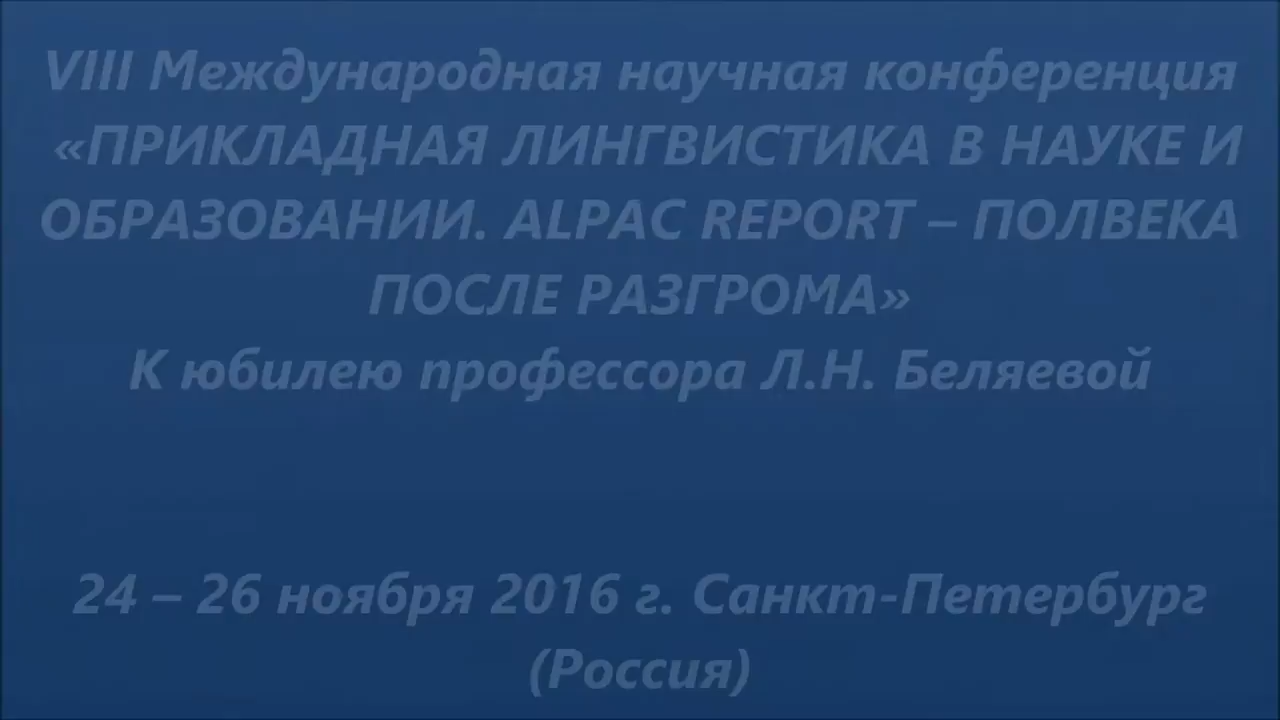 VIII Международная научная конференция
«ПРИКЛАДНАЯ ЛИНГВИСТИКА В НАУКЕ И
ОБРАЗОВАНИИ. ALPAC REPORT – ПОЛВЕКА
ПОСЛЕ РАЗГРОМА»
К юбилею профессора Л.Н. Беляевой
24 – 26 ноября 2016 г. Санкт-Петербург
(Россия)